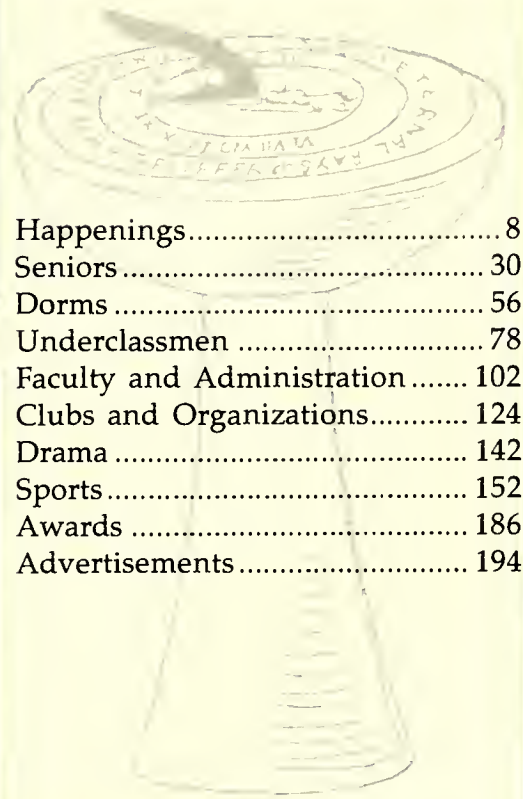 Happenings..................................... 8
Seniors ........................................... 30
Dorms ............................................ 56
Underclassmen ............................. 78
Faculty and Administration....... 102
Clubs and Organizations............ 124
Drama .......................................... 142
Sports ........................................... 152
Awards ........................................ 186
Advertisements ........................... 194